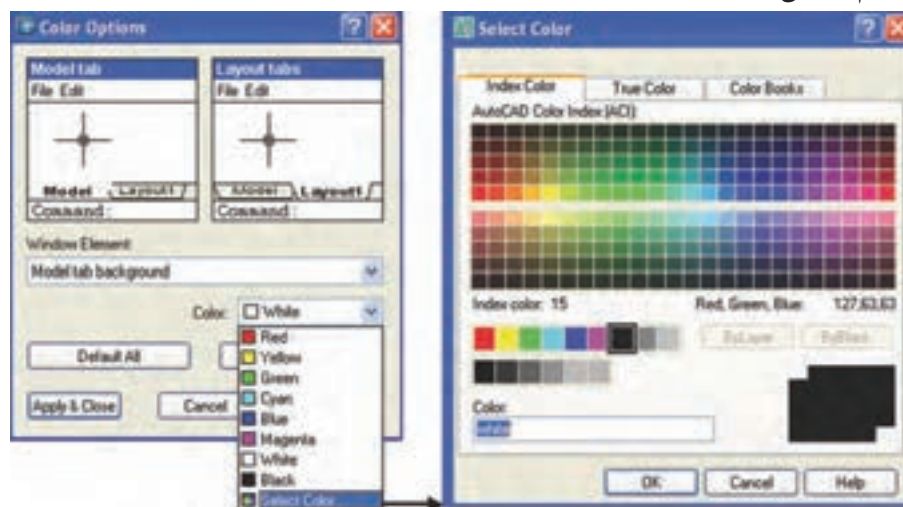 Color Options
Model tab
File Edit
Model Layout1
Command:
Layout tabs
File Edit
Model Layout1
Command:
Window Element:
Model tab background
Color: White
Red
Yellow
Green
Cyan
Blue
Magenta
White
Black
Select Color
Default All
Apply & Close
Cancel
Select Color
Index Color
True Color
Color Books
AutoCAD Color Index (ACI):
Index color: 15
Red, Green, Blue: 127,63,63
ByLayer
ByBlock
Color:
white
OK
Cancel
Help